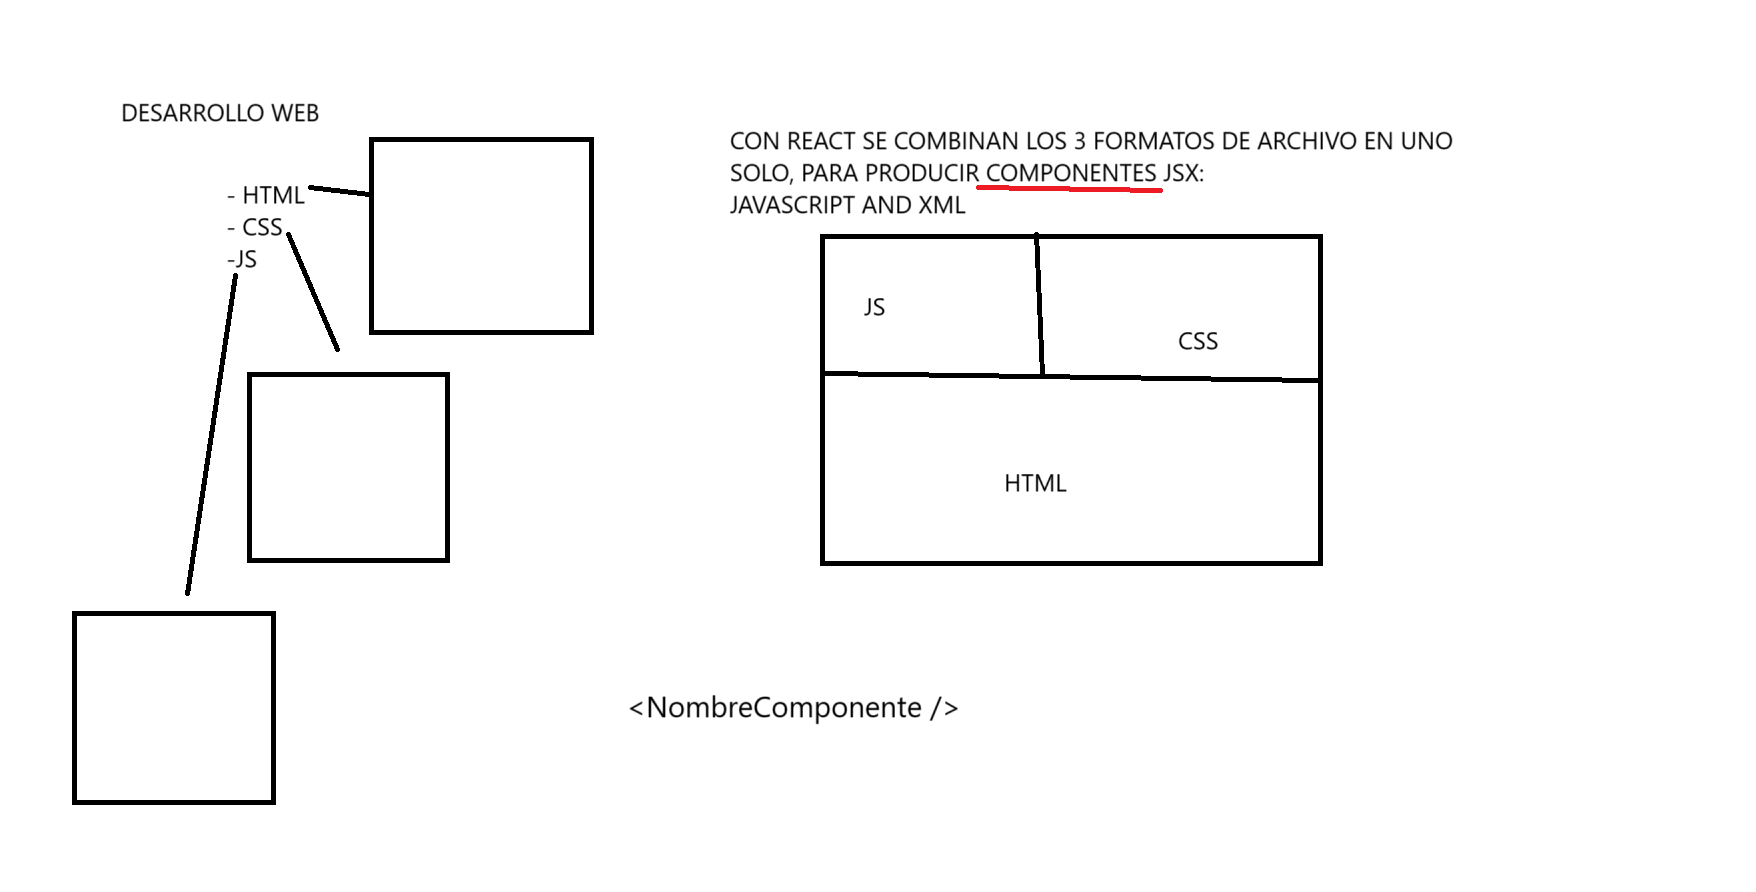 DESARROLLO WEB
- HTML
- CSS
-JS
CON REACT SE COMBINAN LOS 3 FORMATOS DE ARCHIVO EN UNO
SOLO, PARA PRODUCIR COMPONENTES JSX:
JAVASCRIPT AND XML
JS
CSS
HTML
<NombreComponente />